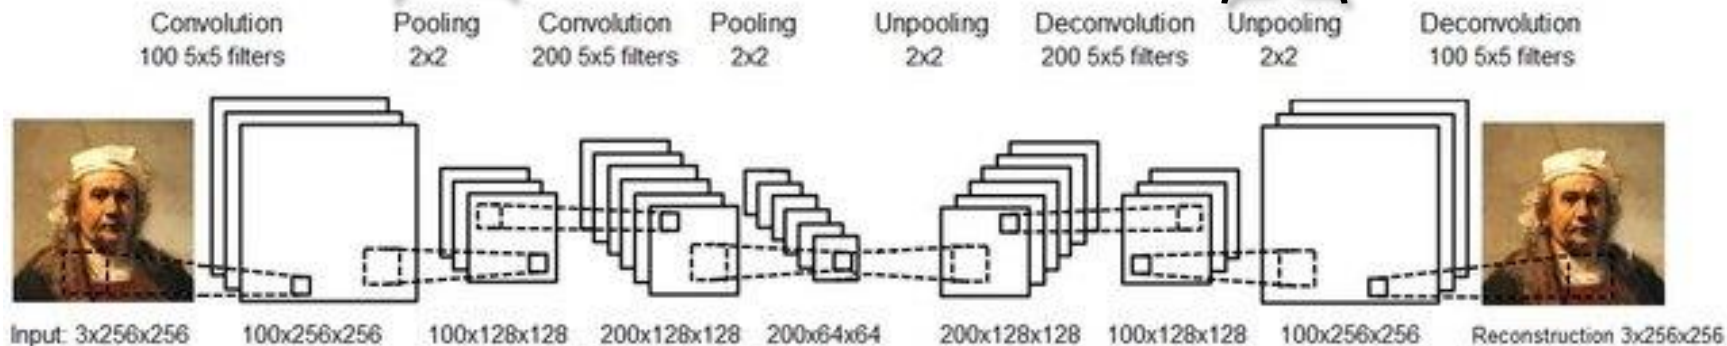 Convolution Pooling Convolution Pooling Unpooling Deconvolution Unpooling Deconvolution
100 5x5 filters 2x2 200 5x5 filters 2x2 2x2 200 5x5 filters 2x2 100 5x5 filters
Input: 3x256x256 100x256x256 100x128x128 200x128x128 200x64x64 200x128x128 100x128x128 100x256x256 Reconstruction 3x256x256